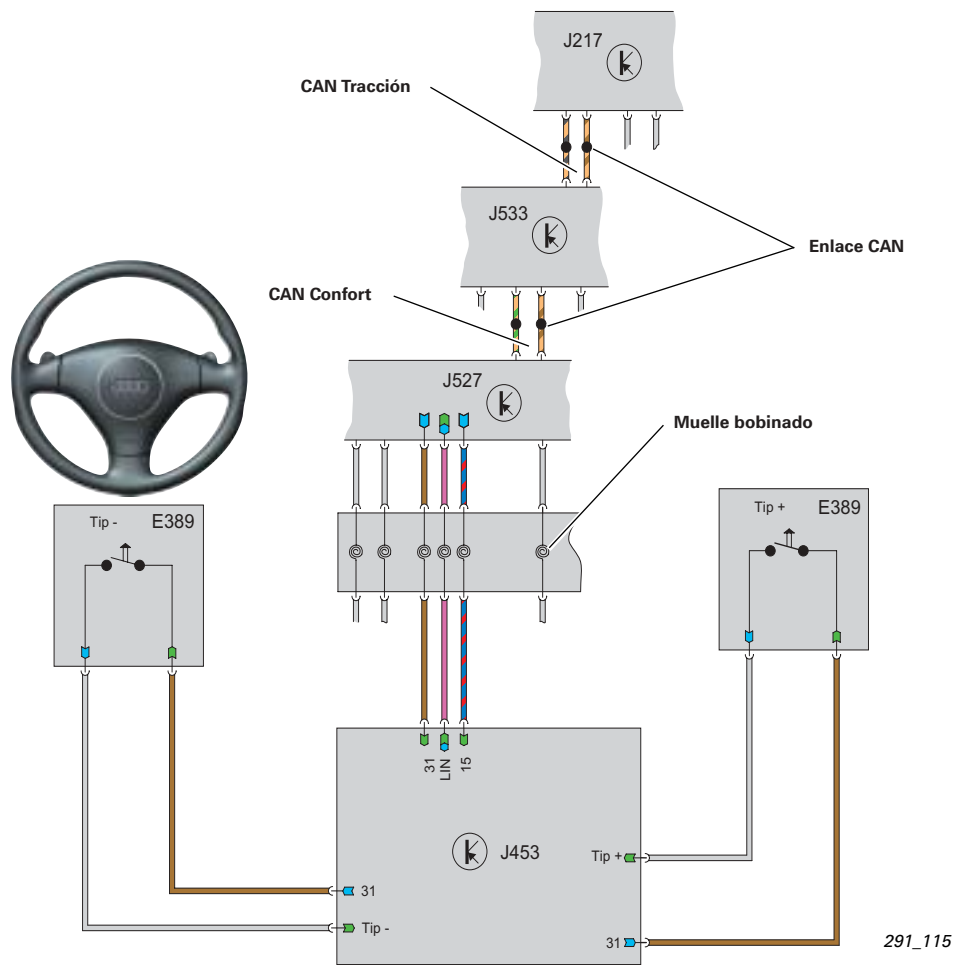 J217
CAN Tracción
J533
Enlace CAN
CAN Confort
J527
Muelle bobinado
Tip -
E389
Tip +
E389
31
LIN
15
J453
Tip +
31
Tip -
31
291_115